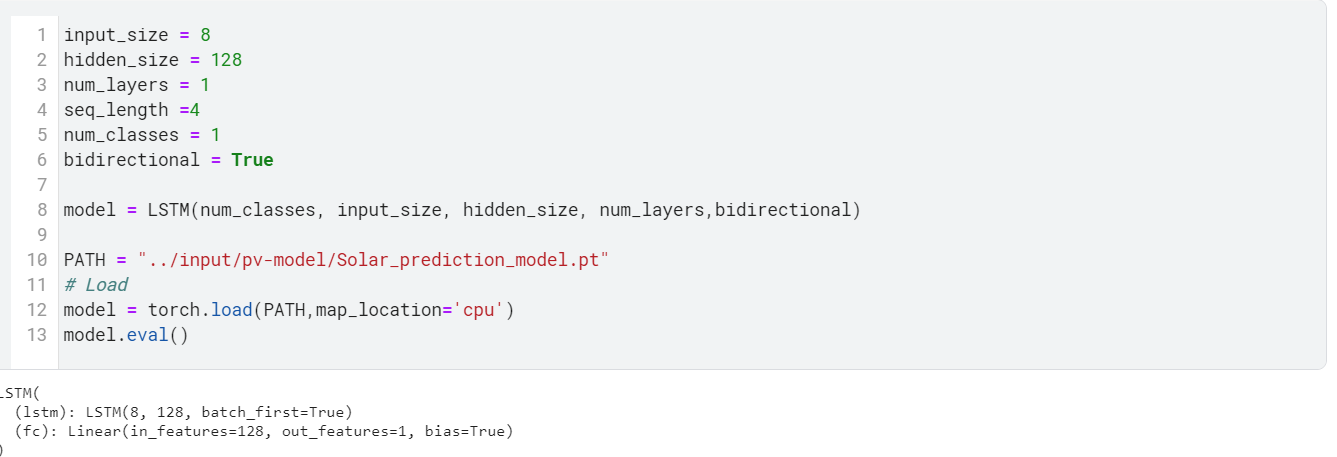 1 input_size = 8
2 hidden_size = 128
3 num_layers = 1
4 seq_length =4
5 num_classes = 1
6 bidirectional = True
7
8 model = LSTM(num_classes, input_size, hidden_size, num_layers,bidirectional)
9
10 PATH = "../input/pv-model/Solar_prediction_model.pt"
11 # Load
12 model = torch.load(PATH,map_location='cpu')
13 model.eval()
LSTM(
(lstm): LSTM(8, 128, batch_first=True)
(fc): Linear(in_features=128, out_features=1, bias=True)
)